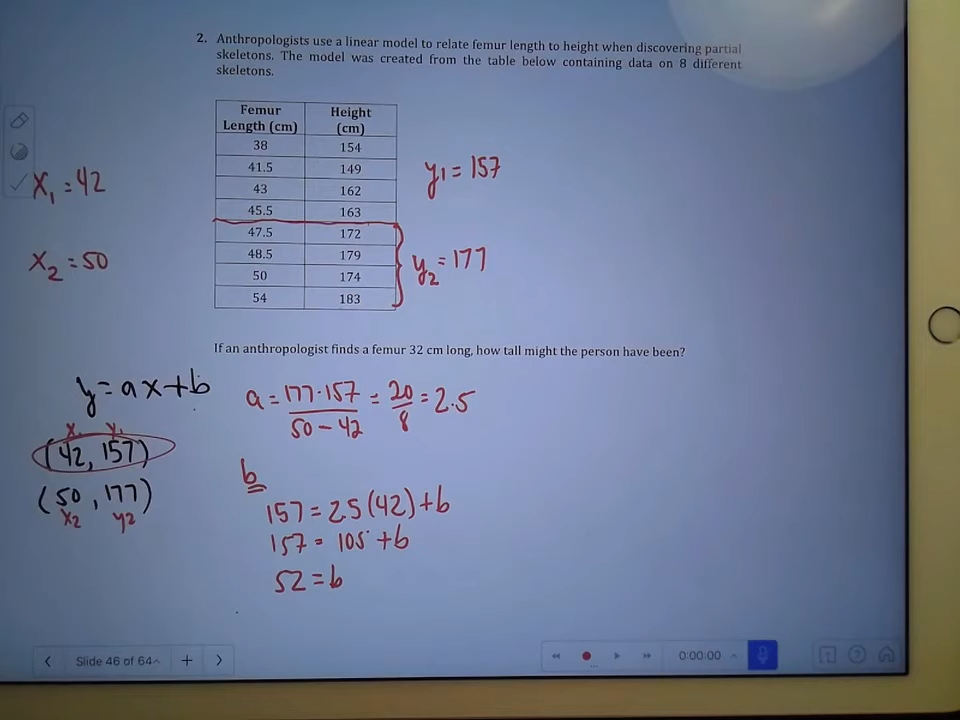 2. Anthropologists use a linear model to relate femur length to height when discovering partial
skeletons. The model was created from the table below containing data on 8 different
skeletons.
Femur Length (cm) Height (cm)
38 154
41.5 149
43 162
45.5 163
47.5 172
48.5 179
50 174
54 183
x₁ = 42
y₁ = 157
x₂ = 50
y₂ = 177
If an anthropologist finds a femur 32 cm long, how tall might the person have been?
y = ax + b
x₁ y₁
(42, 157)
(50, 177)
x₂ y₂
a = 177-157 / 50-42 = 20/8 = 2.5
b
157 = 2.5(42) + b
157 = 105 + b
52 = b
Slide 46 of 64
0:00:00